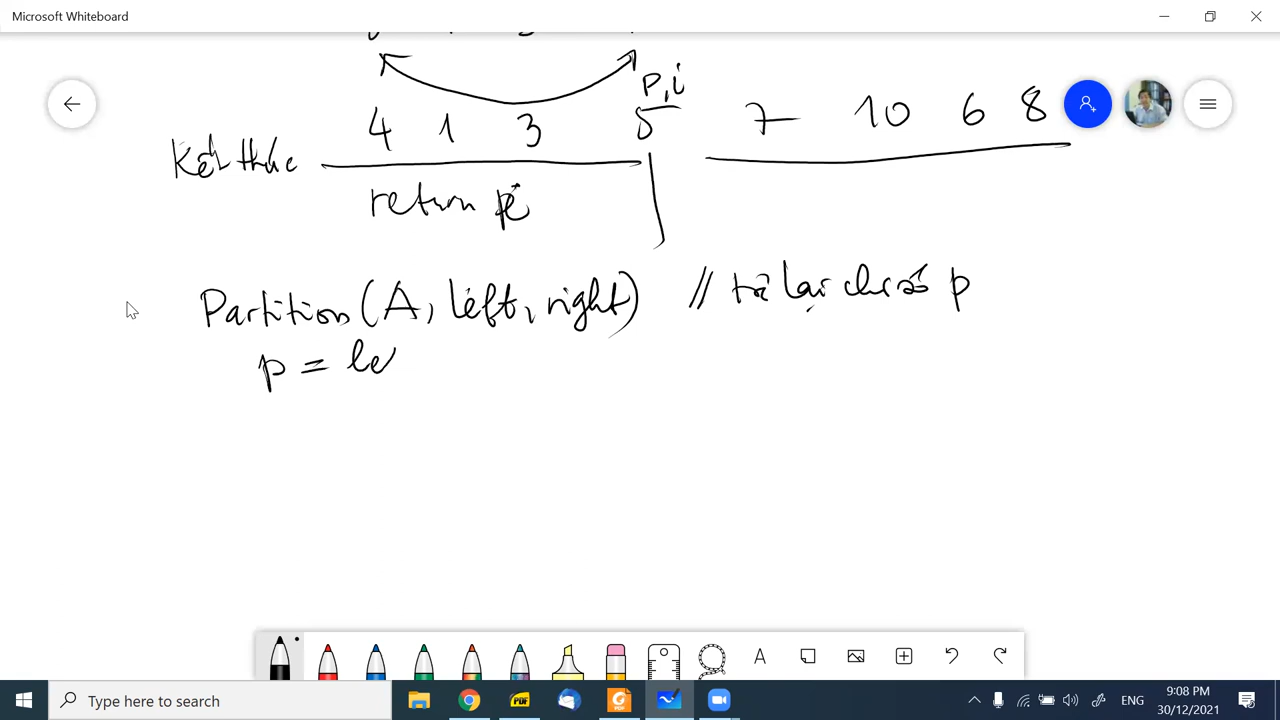 Microsoft Whiteboard
p, i
4 1 3 5 7 10 6 8
Kết thúc
return
Partition (A, left, right) // trả lại chỉ số p
p = le
A
Type here to search
ENG
9:08 PM
30/12/2021